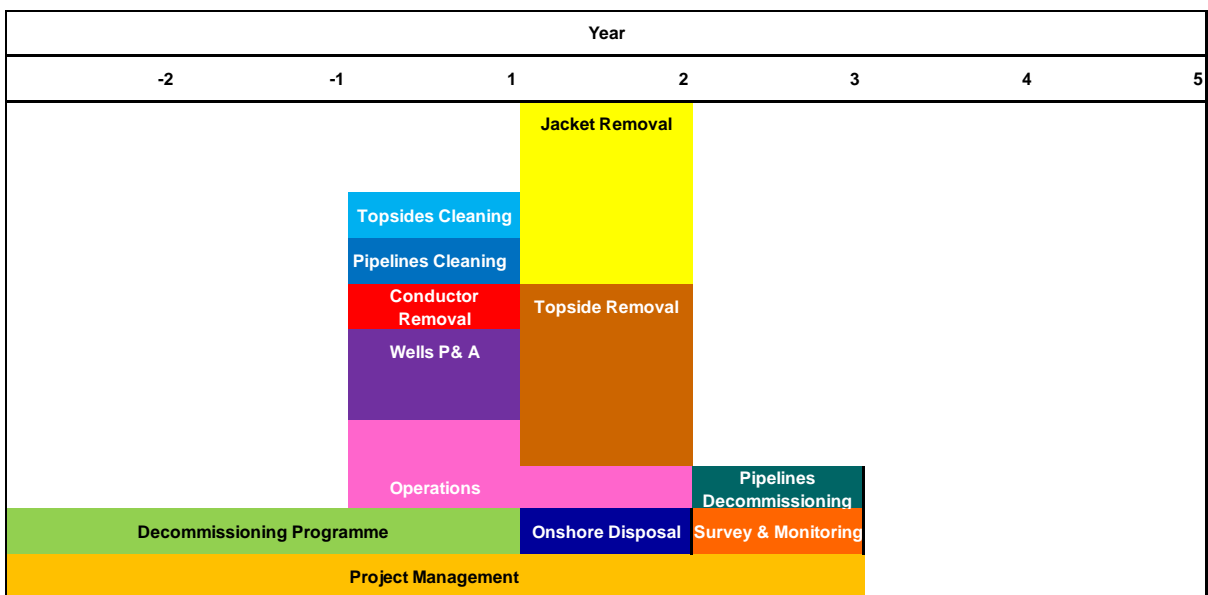 Year
-2 -1 1 2 3 4 5
Jacket Removal
Topsides Cleaning
Pipelines Cleaning
Conductor
Removal
Topside Removal
Wells P& A
Operations
Pipelines
Decommissioning
Decommissioning Programme
Onshore Disposal
Survey & Monitoring
Project Management